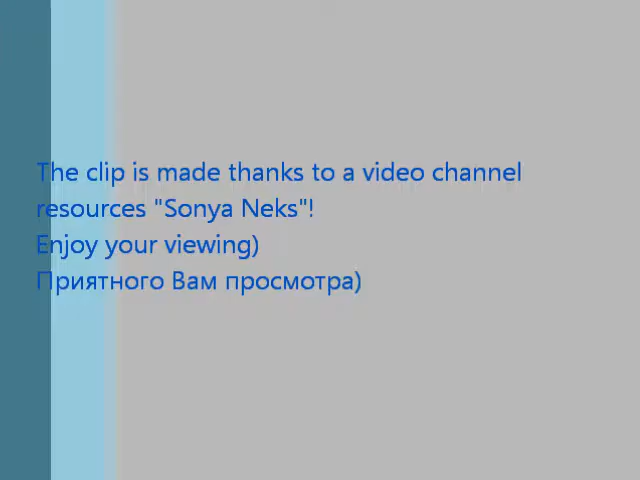 The clip is made thanks to a video channel
resources "Sonya Neks"!
Enjoy your viewing)
Приятного Вам просмотра)